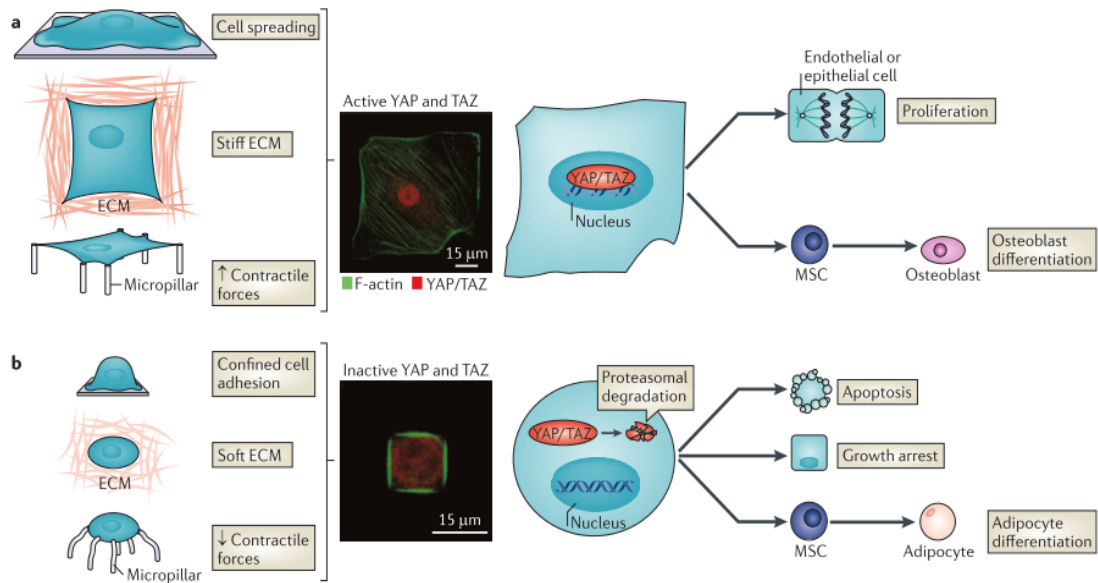 a
Cell spreading
Stiff ECM
ECM
Micropillar
↑ Contractile
forces
Active YAP and TAZ
15 µm
F-actin YAP/TAZ
YAP/TAZ
Nucleus
Endothelial or
epithelial cell
Proliferation
MSC
Osteoblast
Osteoblast
differentiation
b
Confined cell
adhesion
Soft ECM
ECM
↓ Contractile
forces
Micropillar
Inactive YAP and TAZ
15 µm
Proteasomal
degradation
YAP/TAZ
Nucleus
Apoptosis
Growth arrest
MSC
Adipocyte
Adipocyte
differentiation